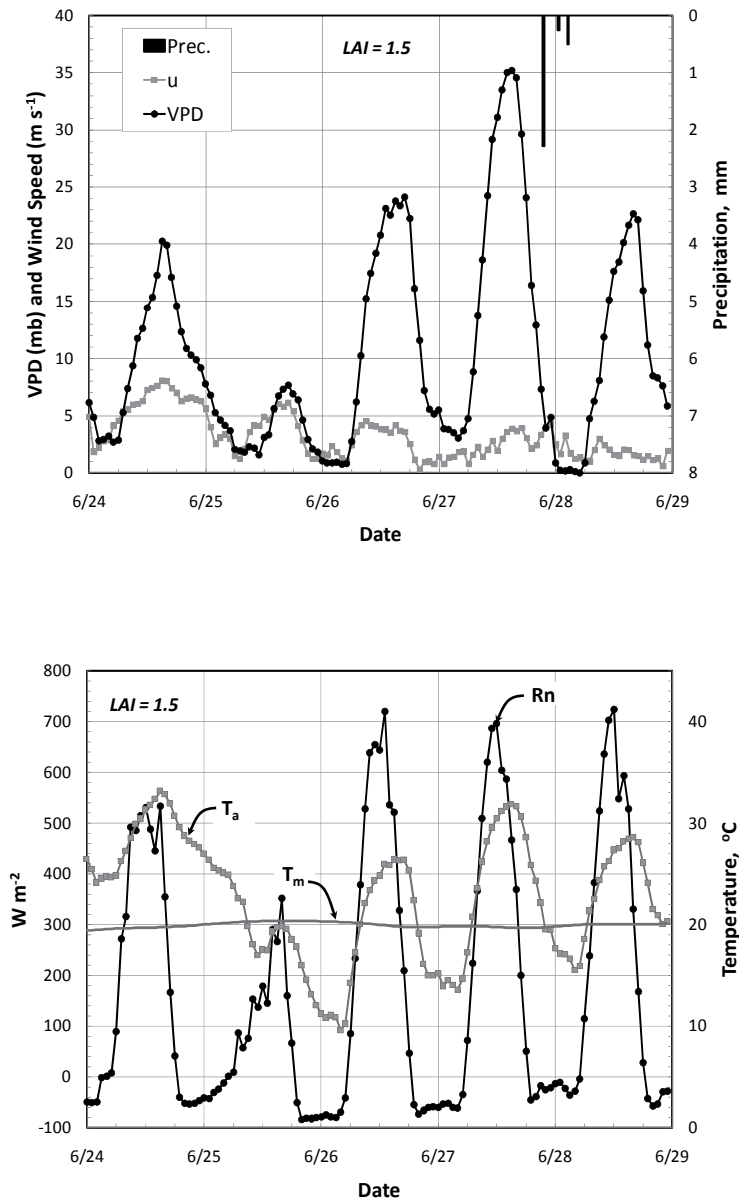 40
35
30
25
20
15
10
5
0
VPD (mb) and Wind Speed (m s-1)
Prec.
u
VPD
LAI = 1.5
0
1
2
3
4
5
6
7
8
Precipitation, mm
6/24 6/25 6/26 6/27 6/28 6/29
Date
800
700
600
500
400
300
200
100
0
-100
W m-2
LAI = 1.5
Rn
Ta
Tm
40
30
20
10
0
Temperature, oC
6/24 6/25 6/26 6/27 6/28 6/29
Date